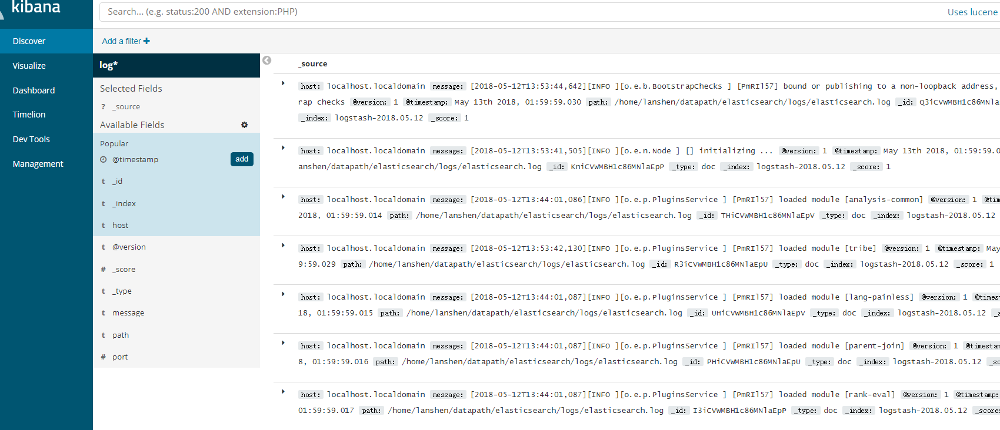 kibana
Search... (e.g. status:200 AND extension:PHP)
Uses lucene
Discover
Visualize
Dashboard
Timelion
Dev Tools
Management
Add a filter +
log*
Selected Fields
? _source
Available Fields
Popular
@timestamp
add
t _id
t _index
t host
t @version
# _score
t _type
t message
t path
# port
_source
host: localhost.localdomain message: [2018-05-12T13:53:44,642][INFO ][o.e.b.BootstrapChecks ] [PmRIl57] bound or publishing to a non-loopback address,
rap checks @version: 1 @timestamp: May 13th 2018, 01:59:59.030 path: /home/lanshen/datapath/elasticsearch/logs/elasticsearch.log _id: Q3iCVWMBH1c86MNla
_index: logstash-2018.05.12 _score: 1
host: localhost.localdomain message: [2018-05-12T13:53:41,505][INFO ][o.e.n.Node ] [] initializing ... @version: 1 @timestamp: May 13th 2018, 01:59:59.0
anshen/datapath/elasticsearch/logs/elasticsearch.log _id: KniCVWMBH1c86MNlaEpP _type: doc _index: logstash-2018.05.12 _score: 1
host: localhost.localdomain message: [2018-05-12T13:44:01,086][INFO ][o.e.p.PluginsService ] [PmRIl57] loaded module [analysis-common] @version: 1 @tim
2018, 01:59:59.014 path: /home/lanshen/datapath/elasticsearch/logs/elasticsearch.log _id: THiCVWMBH1c86MNlaEpV _type: doc _index: logstash-2018.05.12
host: localhost.localdomain message: [2018-05-12T13:53:42,130][INFO ][o.e.p.PluginsService ] [PmRIl57] loaded module [tribe] @version: 1 @timestamp: May
9:59.029 path: /home/lanshen/datapath/elasticsearch/logs/elasticsearch.log _id: R3iCVWMBH1c86MNlaEpU _type: doc _index: logstash-2018.05.12 _score: 1
host: localhost.localdomain message: [2018-05-12T13:44:01,087][INFO ][o.e.p.PluginsService ] [PmRIl57] loaded module [lang-painless] @version: 1 @times
18, 01:59:59.015 path: /home/lanshen/datapath/elasticsearch/logs/elasticsearch.log _id: UHiCVWMBH1c86MNlaEpV _type: doc _index: logstash-2018.05.12 _s
host: localhost.localdomain message: [2018-05-12T13:44:01,087][INFO ][o.e.p.PluginsService ] [PmRIl57] loaded module [parent-join] @version: 1 @timestam
8, 01:59:59.016 path: /home/lanshen/datapath/elasticsearch/logs/elasticsearch.log _id: PHiCVWMBH1c86MNlaEpU _type: doc _index: logstash-2018.05.12 _sc
host: localhost.localdomain message: [2018-05-12T13:44:01,087][INFO ][o.e.p.PluginsService ] [PmRIl57] loaded module [rank-eval] @version: 1 @timestamp:
01:59:59.017 path: /home/lanshen/datapath/elasticsearch/logs/elasticsearch.log _id: I3iCVWMBH1c86MNlaEpP _type: doc _index: logstash-2018.05.12 _score: